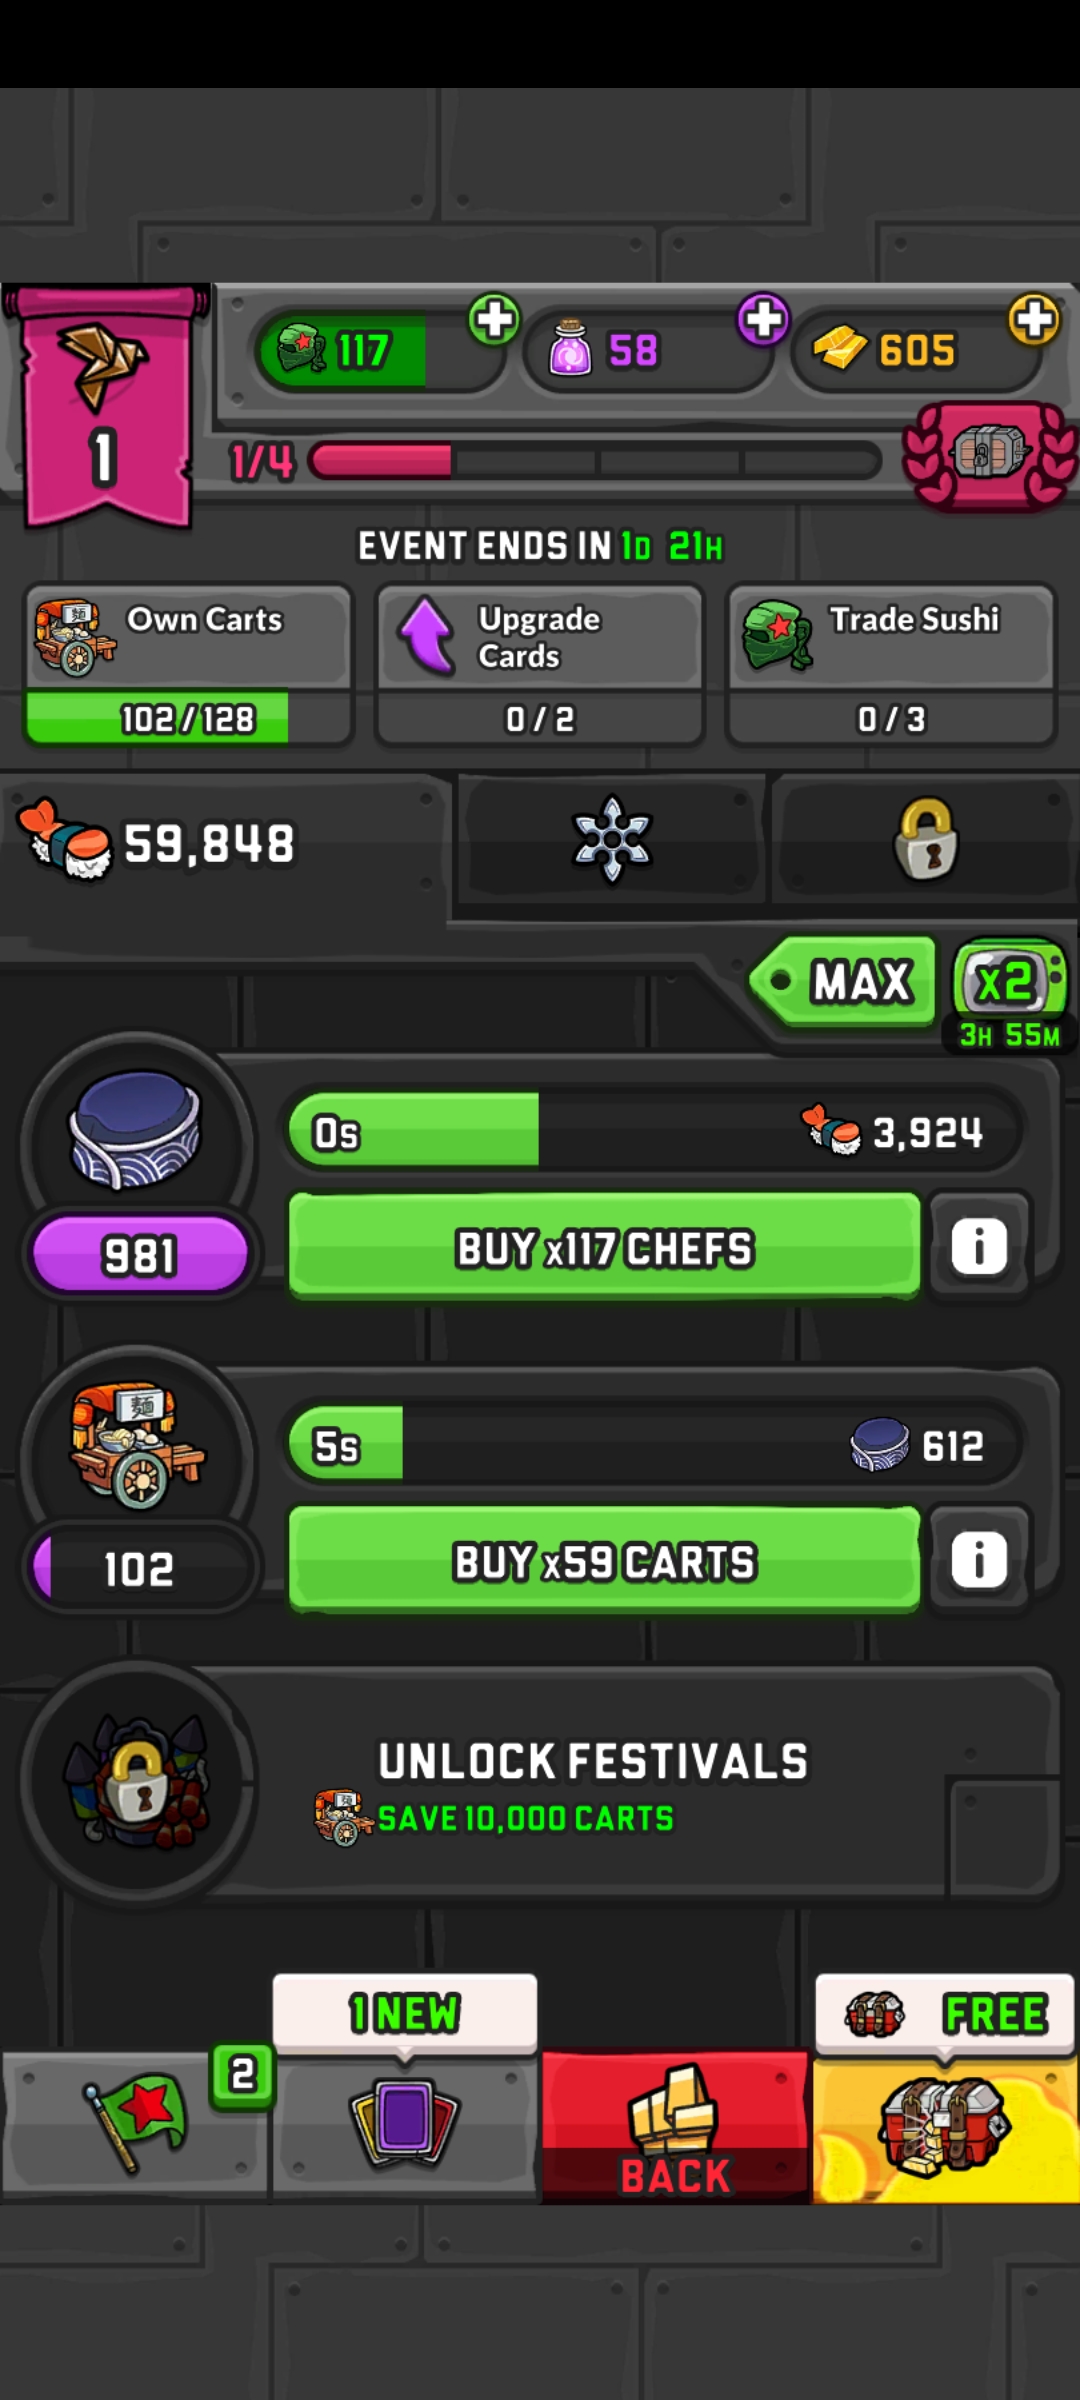 117
58
605
1
1/4
EVENT ENDS IN 1D 21H
Own Carts
Upgrade
Cards
Trade Sushi
102/128
0/2
0/3
59,848
MAX
x2
3H 55M
0s
3,924
981
BUY x117 CHEFS
i
麺
5s
612
102
BUY x59 CARTS
i
UNLOCK FESTIVALS
SAVE 10,000 CARTS
1 NEW
FREE
2
BACK